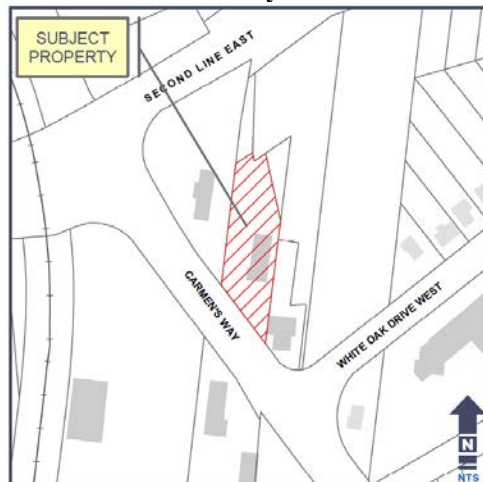 SUBJECT
PROPERTY
SECOND LINE EAST
CARMEN'S WAY
WHITE OAK DRIVE WEST
N
NTS